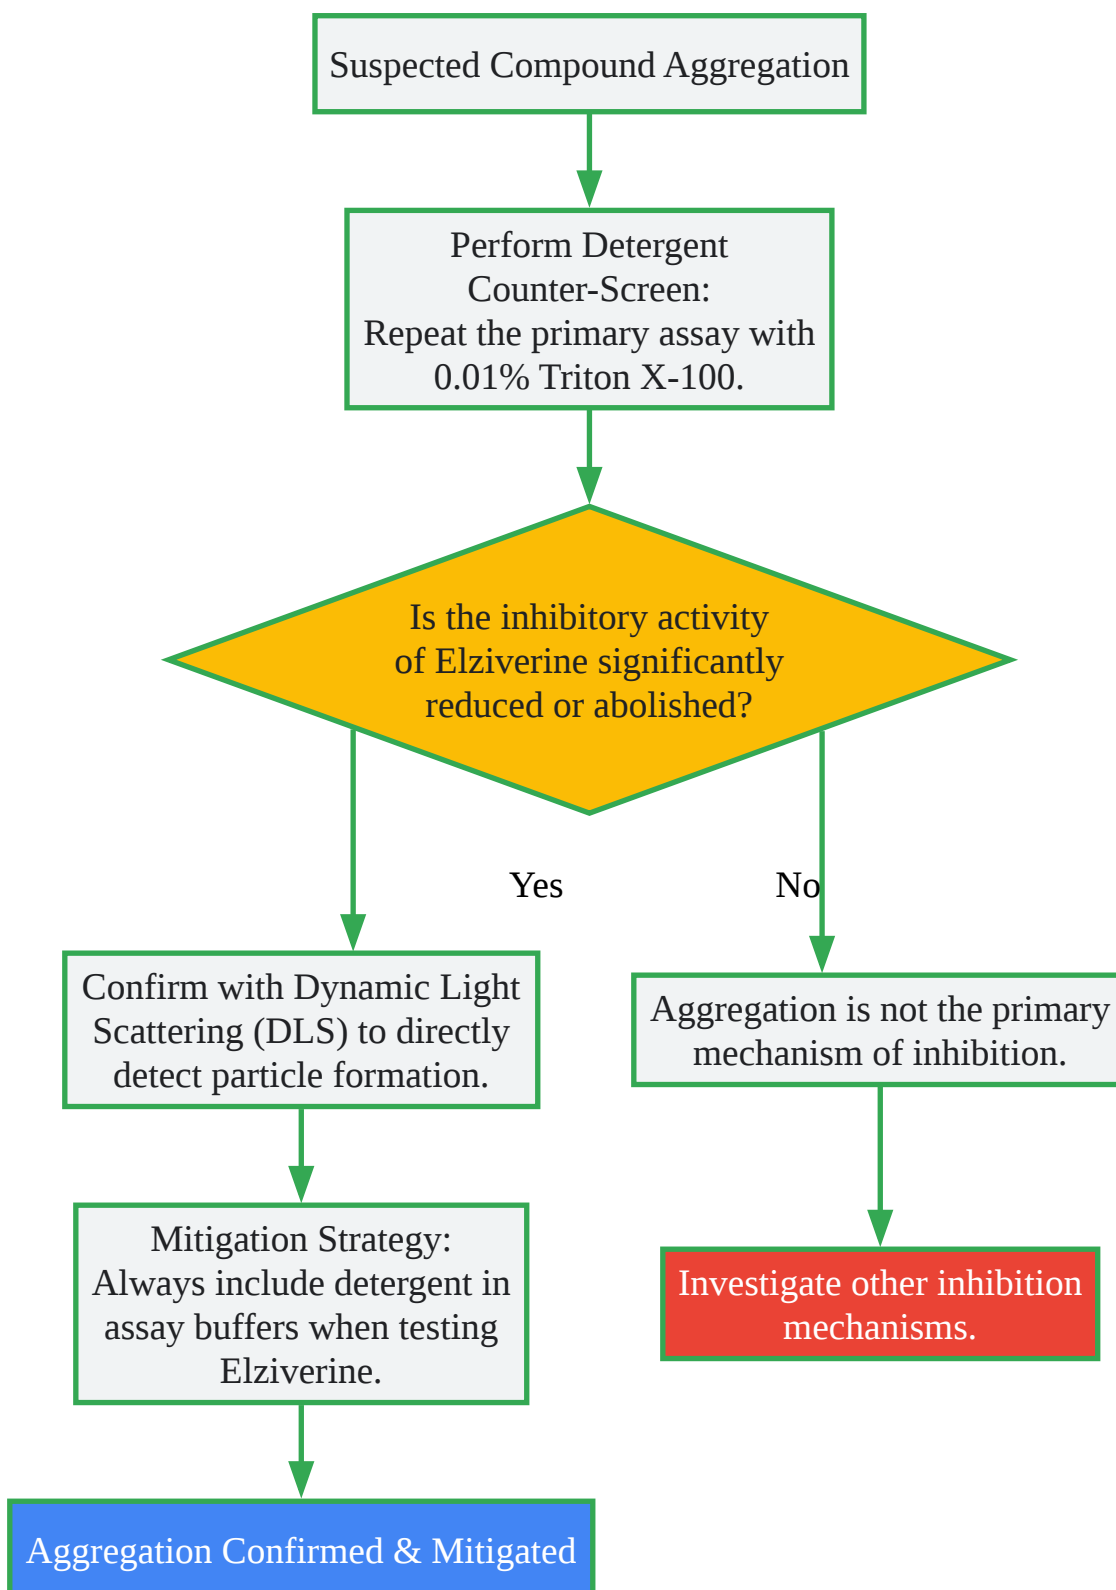 Suspected Compound Aggregation
Perform Detergent
Counter-Screen:
Repeat the primary assay with
0.01% Triton X-100.
Is the inhibitory activity
of Elziverine significantly
reduced or abolished?
Yes
No
Confirm with Dynamic Light
Scattering (DLS) to directly
detect particle formation.
Aggregation is not the primary
mechanism of inhibition.
Mitigation Strategy:
Always include detergent in
assay buffers when testing
Elziverine.
Investigate other inhibition
mechanisms.
Aggregation Confirmed & Mitigated